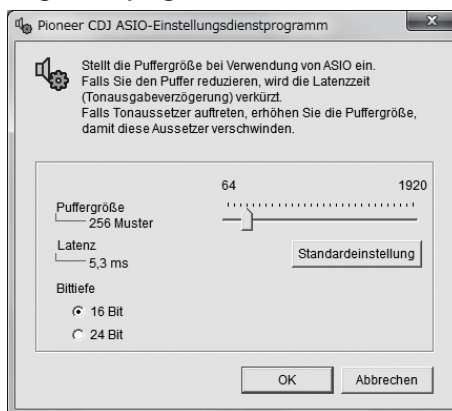 Pioneer CDJ ASIO-Einstellungsdienstprogramm
Stellt die Puffergröße bei Verwendung von ASIO ein.
Falls Sie den Puffer reduzieren, wird die Latenzzeit
(Tonausgabeverzögerung) verkürzt.
Falls Tonaussetzer auftreten, erhöhen Sie die Puffergröße,
damit diese Aussetzer verschwinden.
64 1920
Puffergröße
256 Muster
Latenz
5,3 ms
Standardeinstellung
Bittiefe
16 Bit
24 Bit
OK Abbrechen